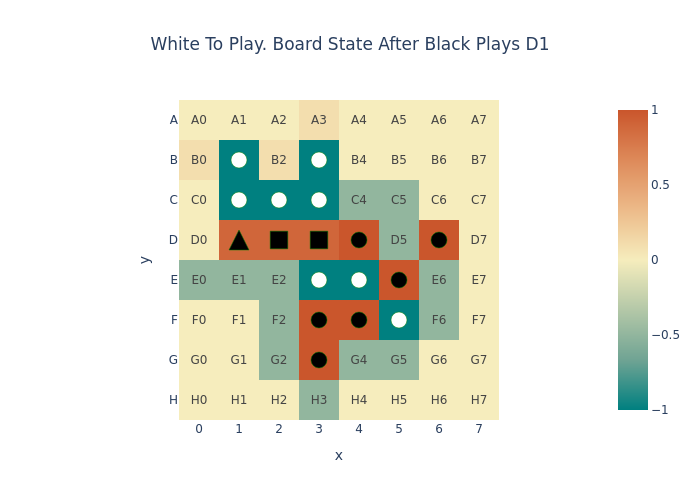 White To Play. Board State After Black Plays D1
A A0 A1 A2 A3 A4 A5 A6 A7
B B0 B2 B4 B5 B6 B7
C C0 C4 C5 C6 C7
D D0 D5 D7
E E0 E1 E2 E6 E7
F F0 F1 F2 F6 F7
G G0 G1 G2 G4 G5 G6 G7
H H0 H1 H2 H3 H4 H5 H6 H7
0 1 2 3 4 5 6 7
x
y
1
0.5
0
−0.5
−1